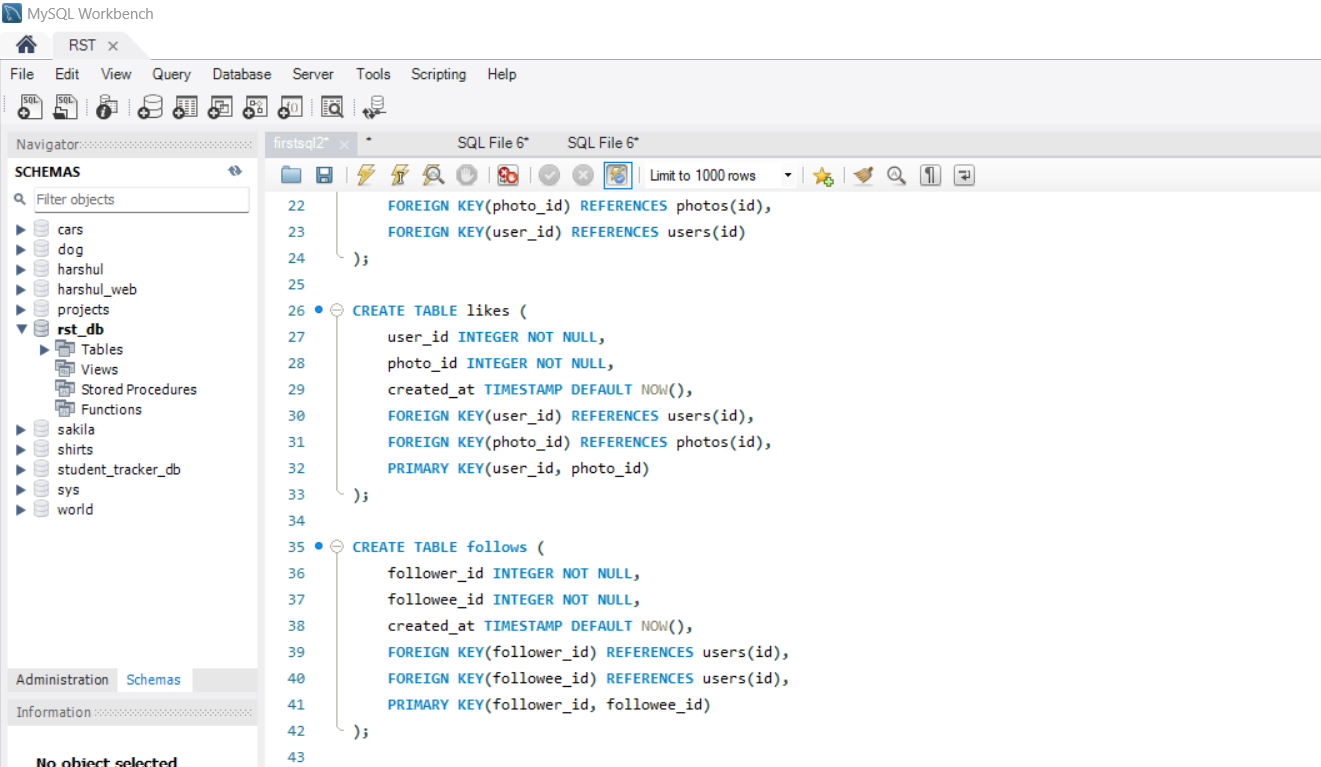 MySQL Workbench
RST
File Edit View Query Database Server Tools Scripting Help
Navigator
SCHEMAS
Filter objects
cars
dog
harshul
harshul_web
projects
rst_db
Tables
Views
Stored Procedures
Functions
sakila
shirts
student_tracker_db
sys
world
Administration Schemas
Information
No object selected
firstsql2* * SQL File 6* SQL File 6*
Limit to 1000 rows
22 FOREIGN KEY(photo_id) REFERENCES photos(id),
23 FOREIGN KEY(user_id) REFERENCES users(id)
24 );
25
26 CREATE TABLE likes (
27 user_id INTEGER NOT NULL,
28 photo_id INTEGER NOT NULL,
29 created_at TIMESTAMP DEFAULT NOW(),
30 FOREIGN KEY(user_id) REFERENCES users(id),
31 FOREIGN KEY(photo_id) REFERENCES photos(id),
32 PRIMARY KEY(user_id, photo_id)
33 );
34
35 CREATE TABLE follows (
36 follower_id INTEGER NOT NULL,
37 followee_id INTEGER NOT NULL,
38 created_at TIMESTAMP DEFAULT NOW(),
39 FOREIGN KEY(follower_id) REFERENCES users(id),
40 FOREIGN KEY(followee_id) REFERENCES users(id),
41 PRIMARY KEY(follower_id, followee_id)
42 );
43